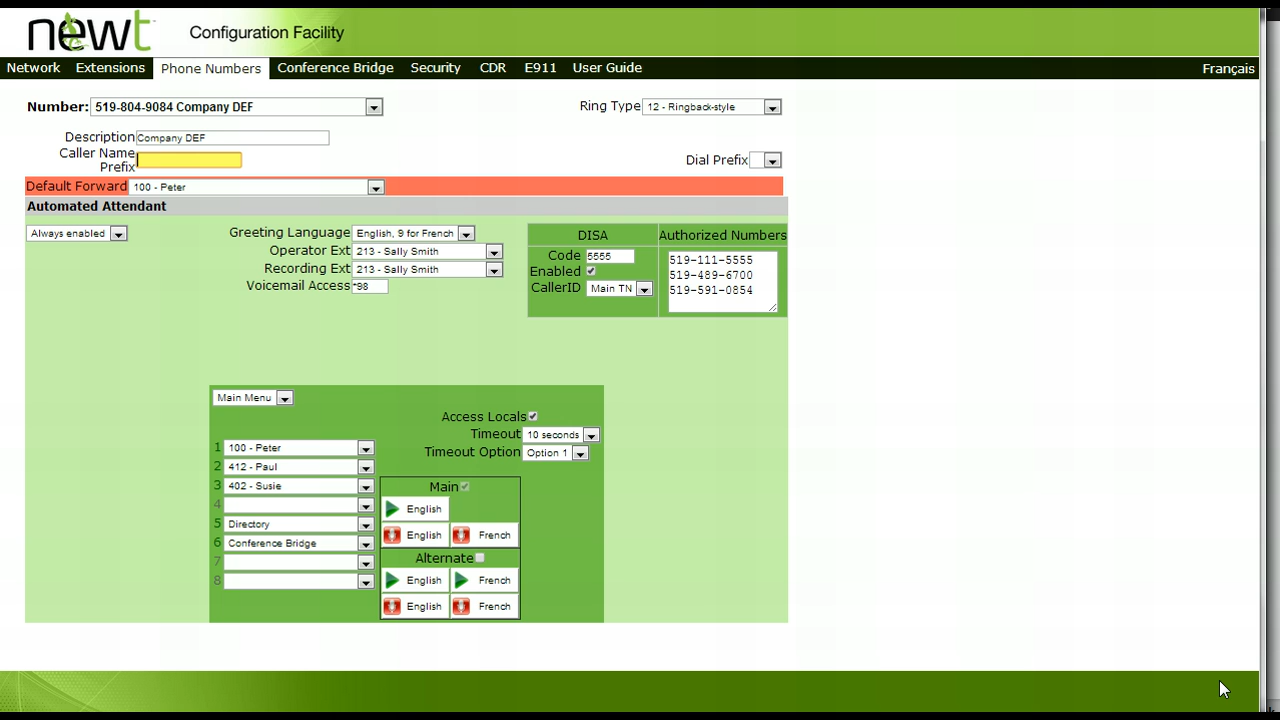 newt Configuration Facility
Network Extensions Phone Numbers Conference Bridge Security CDR E911 User Guide Français
Number: 519-804-9084 Company DEF Ring Type 12 - Ringback-style
Description Company DEF
Caller Name Prefix Dial Prefix
Default Forward 100 - Peter
Automated Attendant
Always enabled
Greeting Language English, 9 for French
Operator Ext 213 - Sally Smith
Recording Ext 213 - Sally Smith
Voicemail Access *98
DISA
Code 5555
Enabled
CallerID Main TN
Authorized Numbers
519-111-5555
519-489-6700
519-591-0854
Main Menu
Access Locals
Timeout 10 seconds
Timeout Option Option 1
1 100 - Peter
2 412 - Paul
3 402 - Susie
4
5 Directory
6 Conference Bridge
7
8
Main
English
English French
Alternate
English French
English French